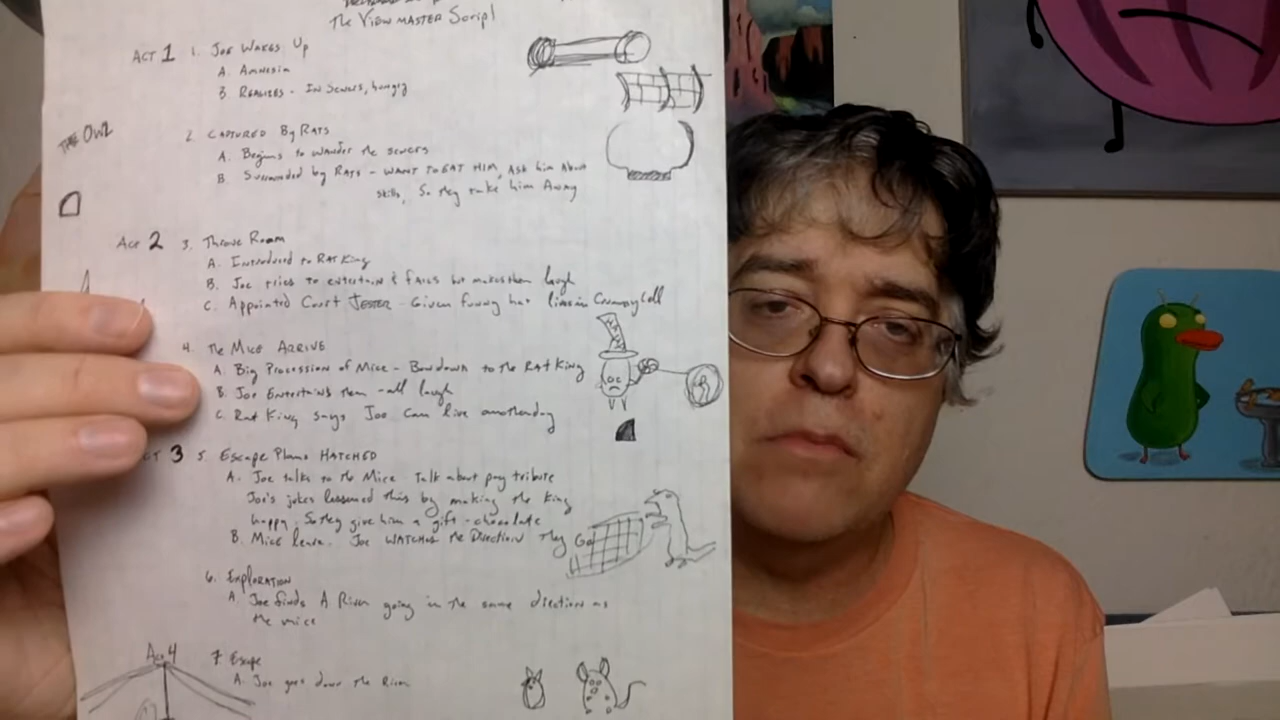 The ViewMaster Script
Act 1 1. Joe Wakes Up
A. Amnesia
B. Realizes - In Sewers, hungry
The Owl
2. Captured By Rats
A. Begins to wander the sewers
B. Surrounded by Rats - Want to eat him, Ask him About
skills, So they take him Away
Act 2 3. Throne Room
A. Introduced to Rat King
B. Joe tries to entertain & fails but makes them laugh
C. Appointed Court Jester - Given funny hat lives in Crummy Cell
4. The Mice Arrive
A. Big Procession of Mice - Bow down to the Rat King
B. Joe Entertains them - all laugh
C. Rat King says Joe Can live another day
Act 3 5. Escape Plans Hatched
A. Joe talks to the Mice - Talk about pay tribute
Joe's jokes lessened this by making the King
happy. So they give him a gift - chocolate
B. Mice leave. Joe Watches the Direction They Go
6. Exploration
A. Joe finds A River going in the same direction as
the mice
Act 4 7. Escape
A. Joe goes down the River